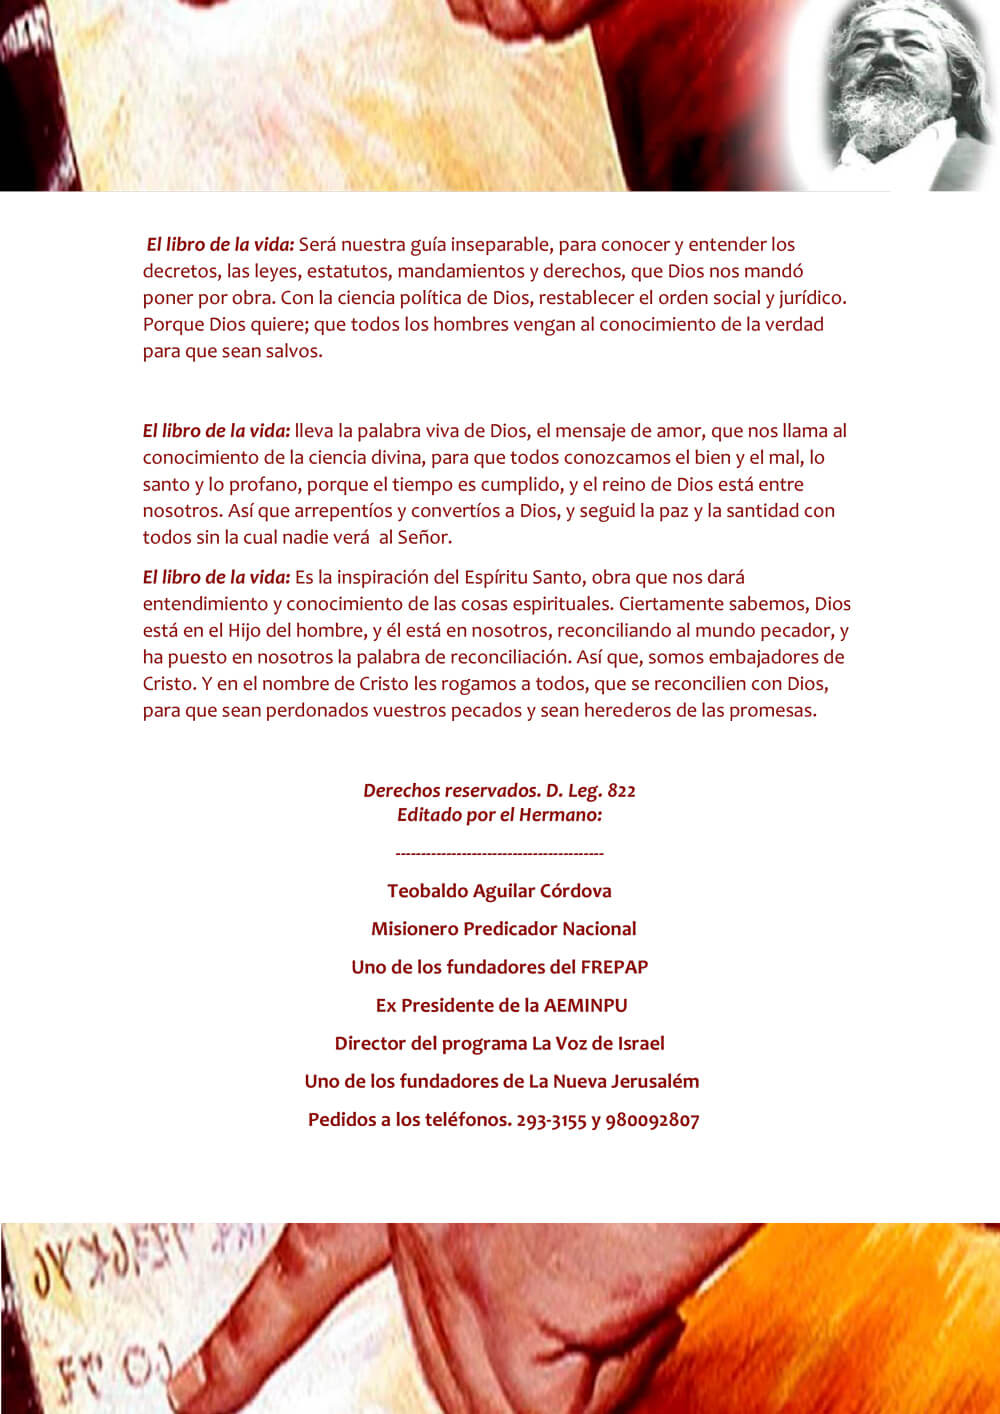 El libro de la vida: Será nuestra guía inseparable, para conocer y entender los
decretos, las leyes, estatutos, mandamientos y derechos, que Dios nos mandó
poner por obra. Con la ciencia política de Dios, restablecer el orden social y jurídico.
Porque Dios quiere; que todos los hombres vengan al conocimiento de la verdad
para que sean salvos.
El libro de la vida: lleva la palabra viva de Dios, el mensaje de amor, que nos llama al
conocimiento de la ciencia divina, para que todos conozcamos el bien y el mal, lo
santo y lo profano, porque el tiempo es cumplido, y el reino de Dios está entre
nosotros. Así que arrepentíos y convertíos a Dios, y seguid la paz y la santidad con
todos sin la cual nadie verá  al Señor.
El libro de la vida: Es la inspiración del Espíritu Santo, obra que nos dará
entendimiento y conocimiento de las cosas espirituales. Ciertamente sabemos, Dios
está en el Hijo del hombre, y él está en nosotros, reconciliando al mundo pecador, y
ha puesto en nosotros la palabra de reconciliación. Así que, somos embajadores de
Cristo. Y en el nombre de Cristo les rogamos a todos, que se reconcilien con Dios,
para que sean perdonados vuestros pecados y sean herederos de las promesas.
Derechos reservados. D. Leg. 822
Editado por el Hermano:
-----------------------------------------
Teobaldo Aguilar Córdova
Misionero Predicador Nacional
Uno de los fundadores del FREPAP
Ex Presidente de la AEMINPU
Director del programa La Voz de Israel
Uno de los fundadores de La Nueva Jerusalém
Pedidos a los teléfonos. 293-3155 y 980092807